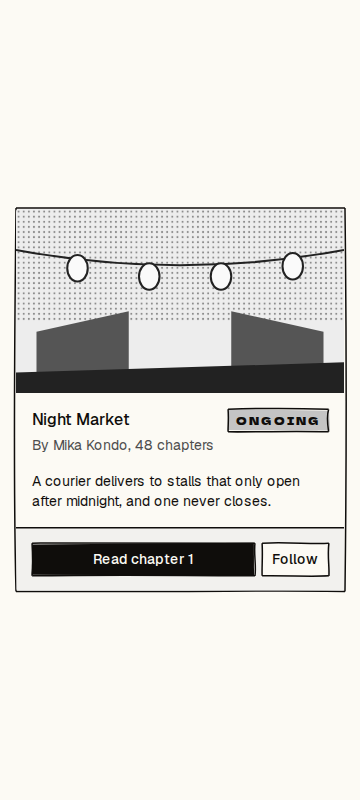 Night Market
ONGOING
By Mika Kondo, 48 chapters
A courier delivers to stalls that only open
after midnight, and one never closes.
Read chapter 1
Follow